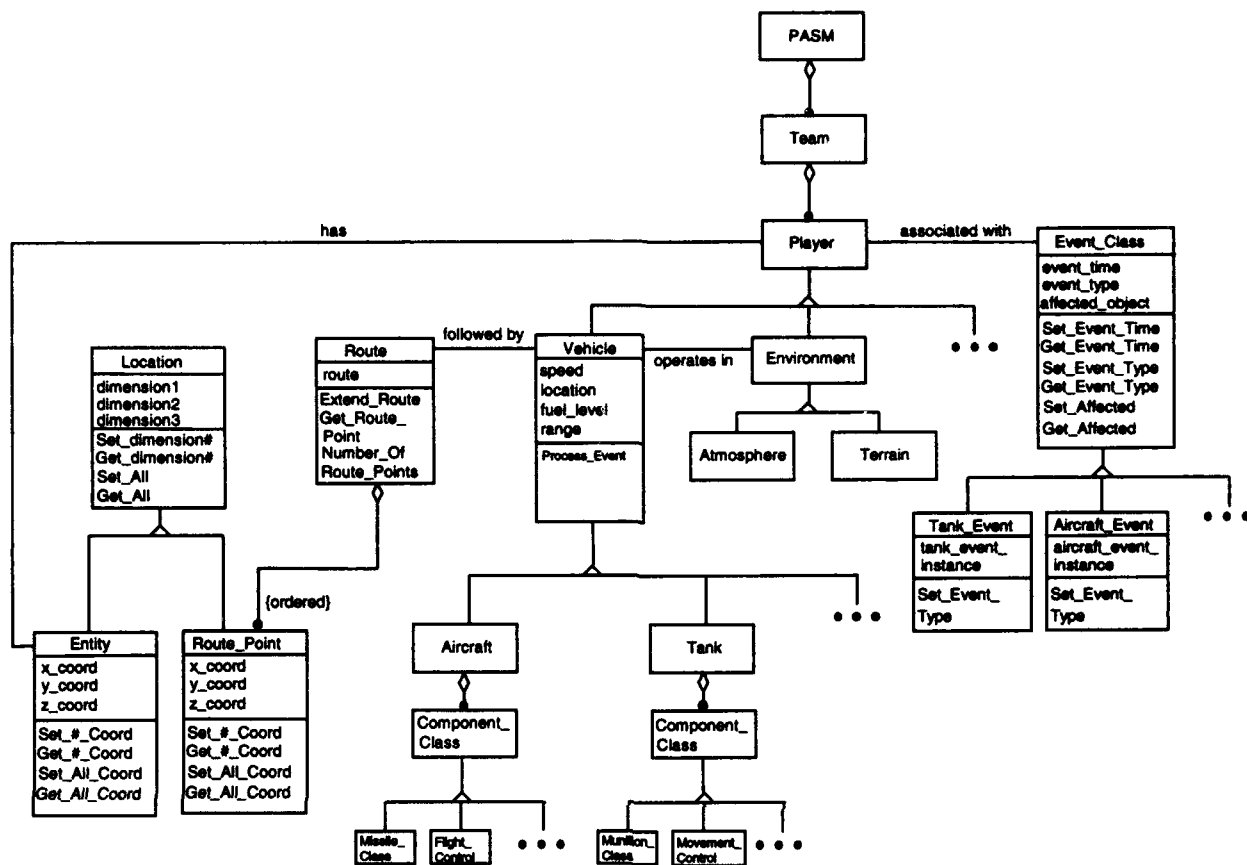 PASM
Team
has
Player
associated with
Event_Class
event_time
event_type
affected_object
Set_Event_Time
Get_Event_Time
Set_Event_Type
Get_Event_Type
Set_Affected
Get_Affected
Location
dimension1
dimension2
dimension3
Set_dimension#
Get_dimension#
Set_All
Get_All
Route
route
Extend_Route
Get_Route_
Point
Number_Of
Route_Points
followed by
Vehicle
speed
location
fuel_level
range
Process_Event
operates in
Environment
Atmosphere
Terrain
Tank_Event
tank_event_
instance
Set_Event_
Type
Aircraft_Event
aircraft_event_
instance
Set_Event_
Type
{ordered}
Entity
x_coord
y_coord
z_coord
Set_#_Coord
Get_#_Coord
Set_All_Coord
Get_All_Coord
Route_Point
x_coord
y_coord
z_coord
Set_#_Coord
Get_#_Coord
Set_All_Coord
Get_All_Coord
Aircraft
Tank
Component_
Class
Component_
Class
Missile_
Class
Flight_
Control
Munition_
Class
Movement_
Control